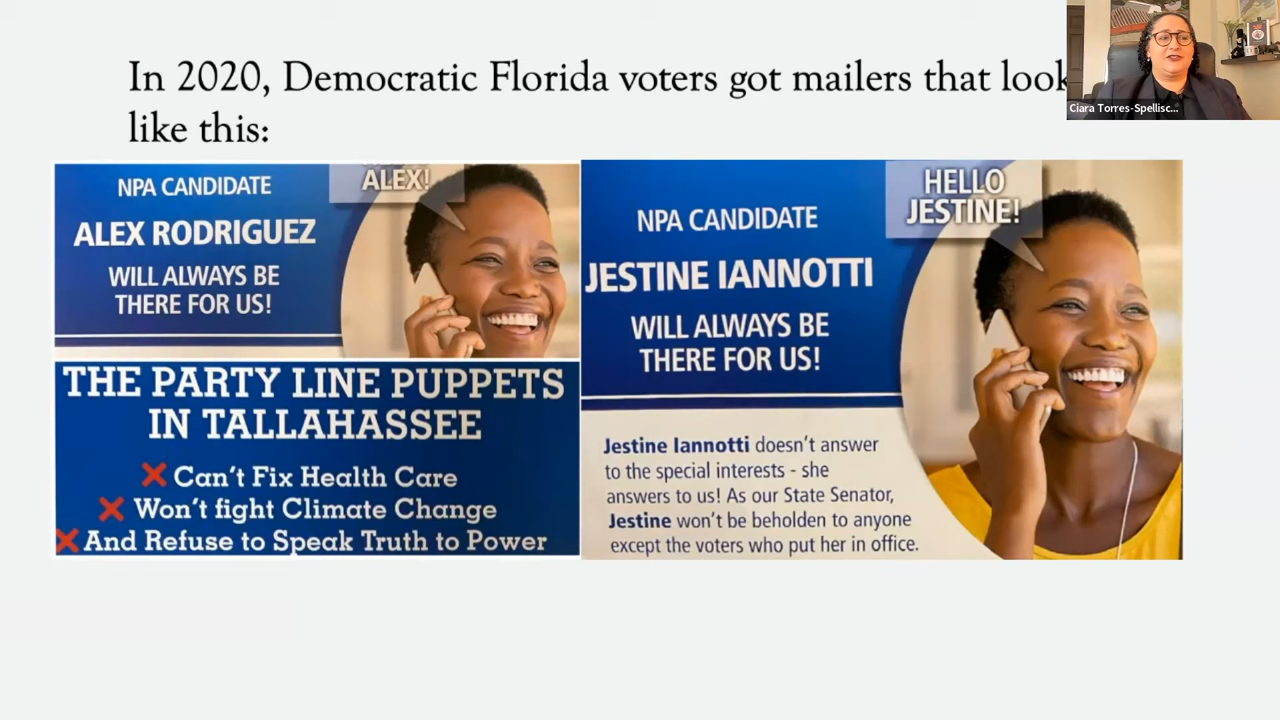 In 2020, Democratic Florida voters got mailers that look
like this:
Ciara Torres-Spellisc...
NPA CANDIDATE
ALEX RODRIGUEZ
WILL ALWAYS BE
THERE FOR US!
ALEX!
THE PARTY LINE PUPPETS
IN TALLAHASSEE
Can't Fix Health Care
Won't fight Climate Change
And Refuse to Speak Truth to Power
NPA CANDIDATE
JESTINE IANNOTTI
WILL ALWAYS BE
THERE FOR US!
HELLO
JESTINE!
Jestine Iannotti doesn't answer
to the special interests - she
answers to us! As our State Senator,
Jestine won't be beholden to anyone
except the voters who put her in office.